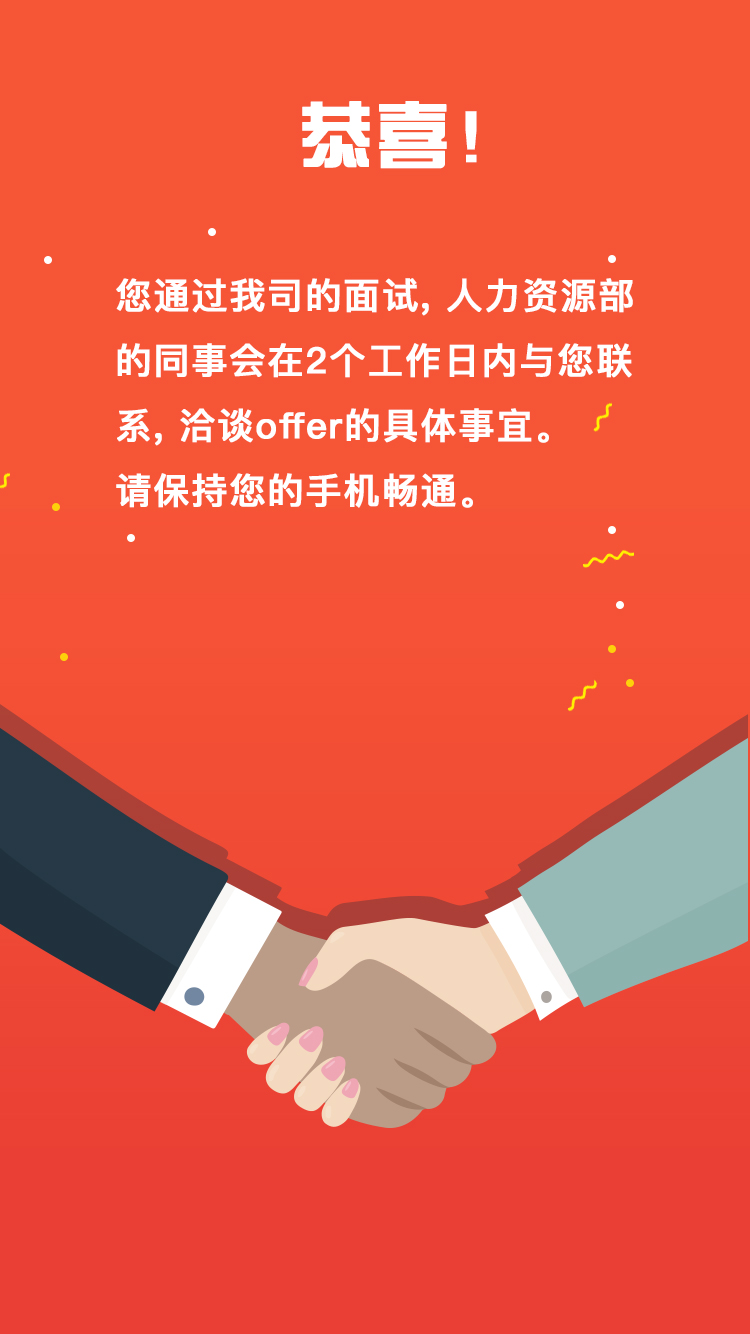 恭喜!
您通过我司的面试, 人力资源部
的同事会在2个工作日内与您联
系, 洽谈offer的具体事宜。
请保持您的手机畅通。